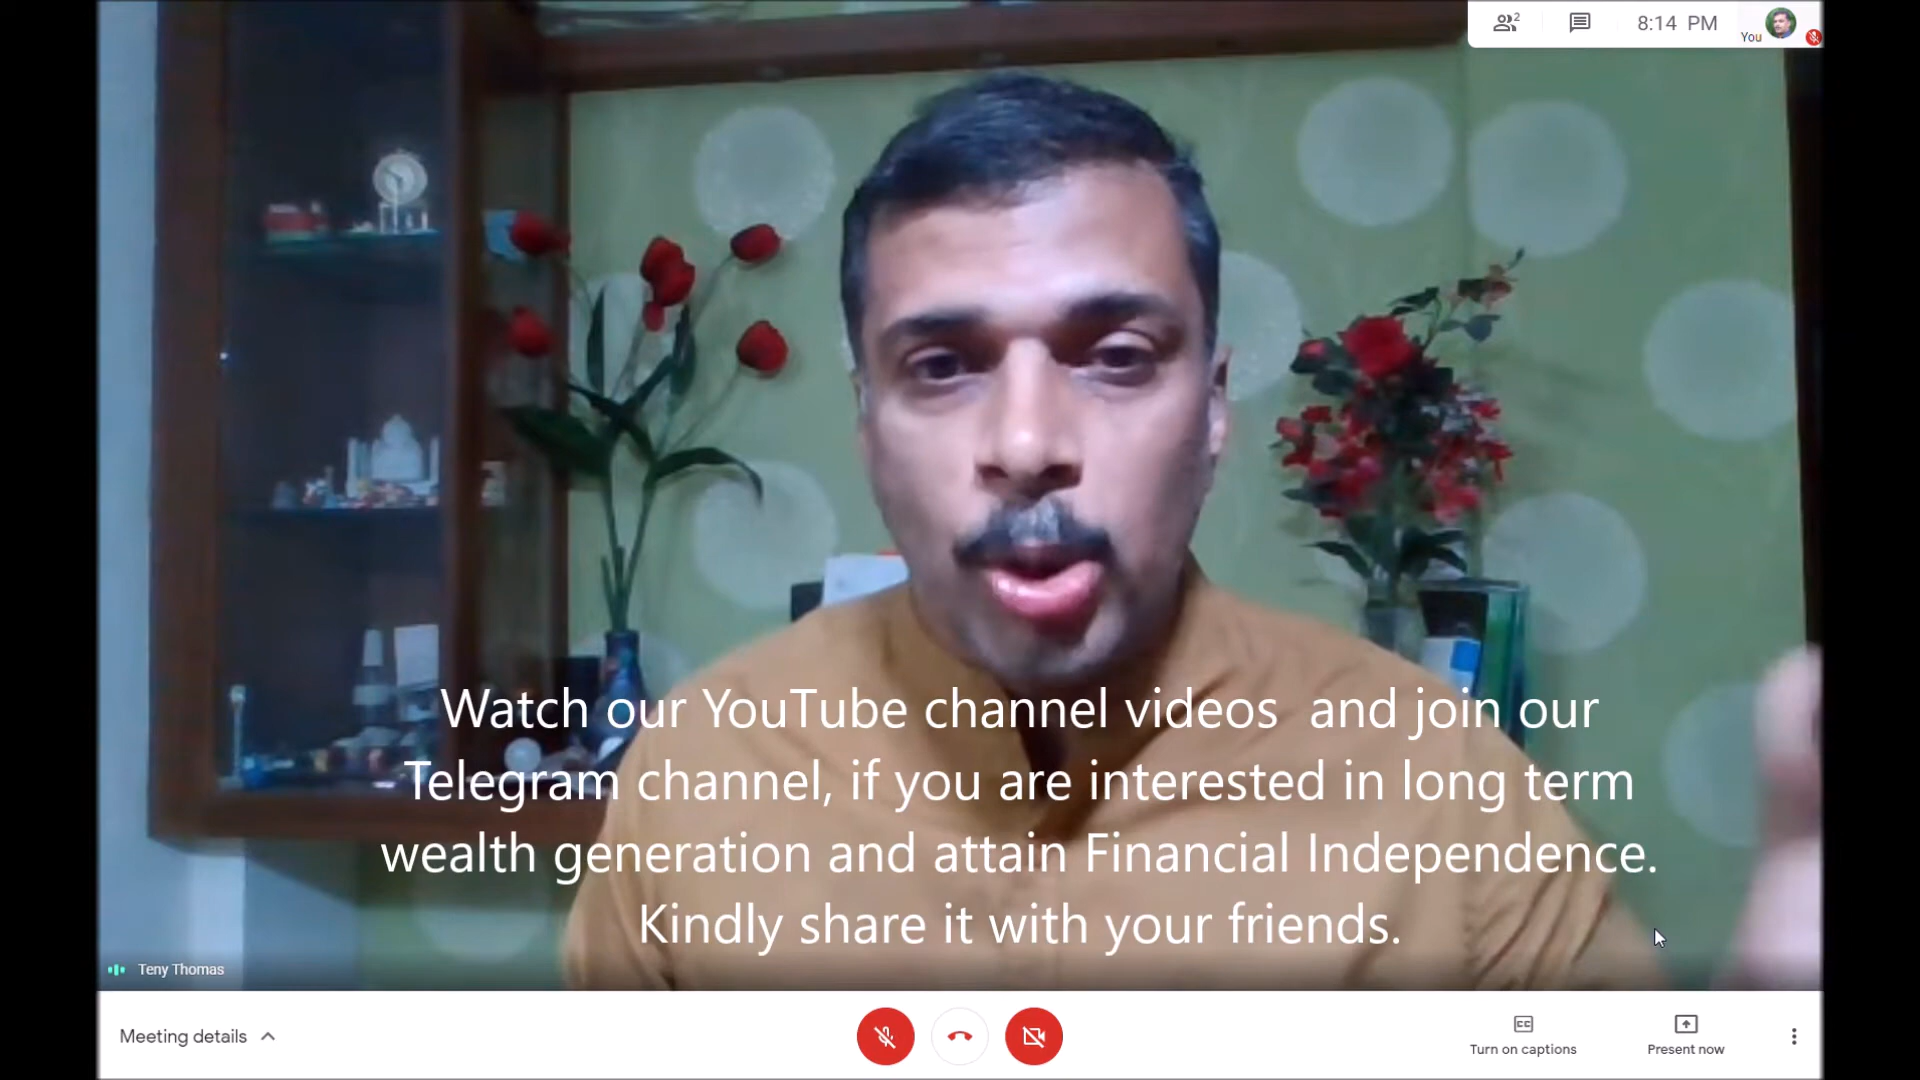 2
8:14 PM
You
Watch our YouTube channel videos and join our
Telegram channel, if you are interested in long term
wealth generation and attain Financial Independence.
Kindly share it with your friends.
Teny Thomas
Meeting details
CC
Turn on captions
Present now